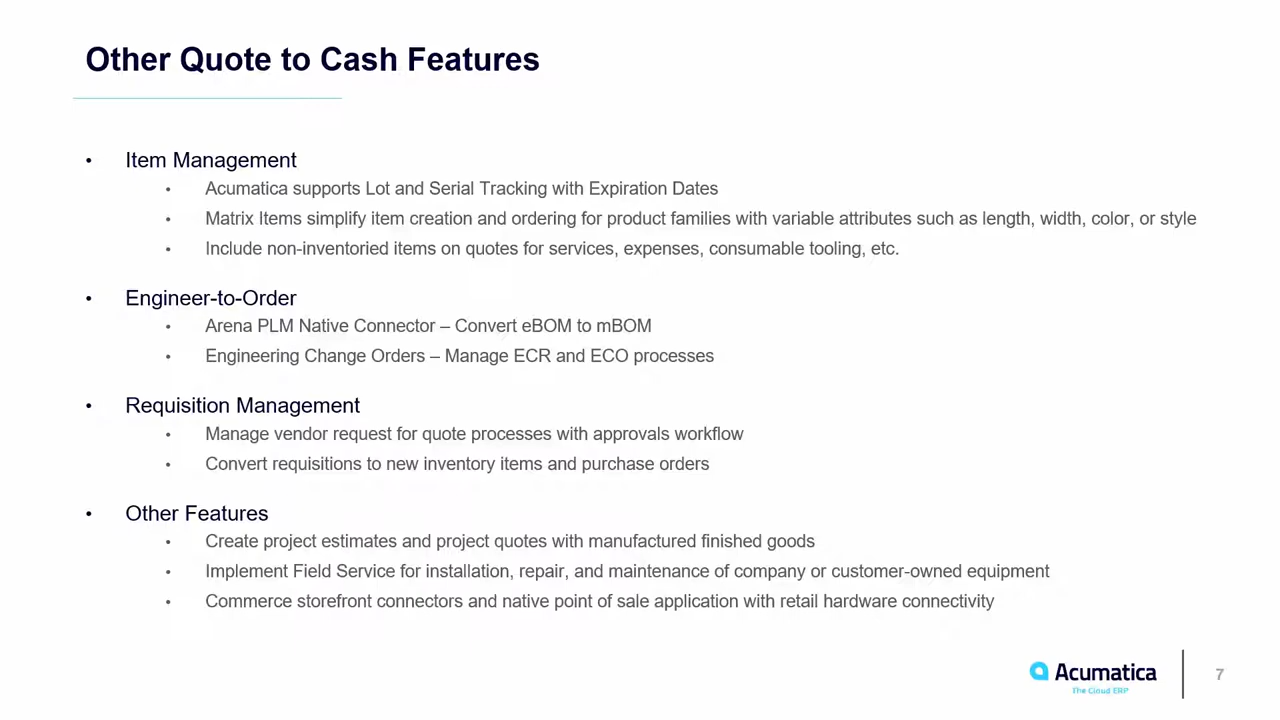 Other Quote to Cash Features
• Item Management
• Acumatica supports Lot and Serial Tracking with Expiration Dates
• Matrix Items simplify item creation and ordering for product families with variable attributes such as length, width, color, or style
• Include non-inventoried items on quotes for services, expenses, consumable tooling, etc.
• Engineer-to-Order
• Arena PLM Native Connector – Convert eBOM to mBOM
• Engineering Change Orders – Manage ECR and ECO processes
• Requisition Management
• Manage vendor request for quote processes with approvals workflow
• Convert requisitions to new inventory items and purchase orders
• Other Features
• Create project estimates and project quotes with manufactured finished goods
• Implement Field Service for installation, repair, and maintenance of company or customer-owned equipment
• Commerce storefront connectors and native point of sale application with retail hardware connectivity
Acumatica
The Cloud ERP
7